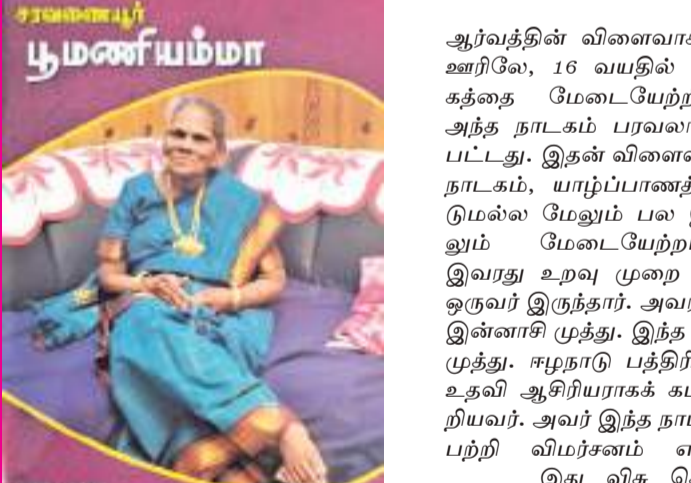 சரவணையூர்
பூமணியம்மா
ஆர்வத்தின் விளைவாக
ஊரிலே, 16 வயதில்
கத்தை மேடையேற்ற
அந்த நாடகம் பரவலா
பட்டது. இதன் விளை
நாடகம், யாழ்ப்பாணத்
டுமல்ல மேலும் பல
லும் மேடையேற்ற
இவரது உறவு முறை
ஒருவர் இருந்தார். அவர
இன்னாசி முத்து. இந்த
முத்து. ஈழநாடு பத்திரி
உதவி ஆசிரியராகக் கட
றியவர். அவர் இந்த நாட
பற்றி விமர்சனம் எ